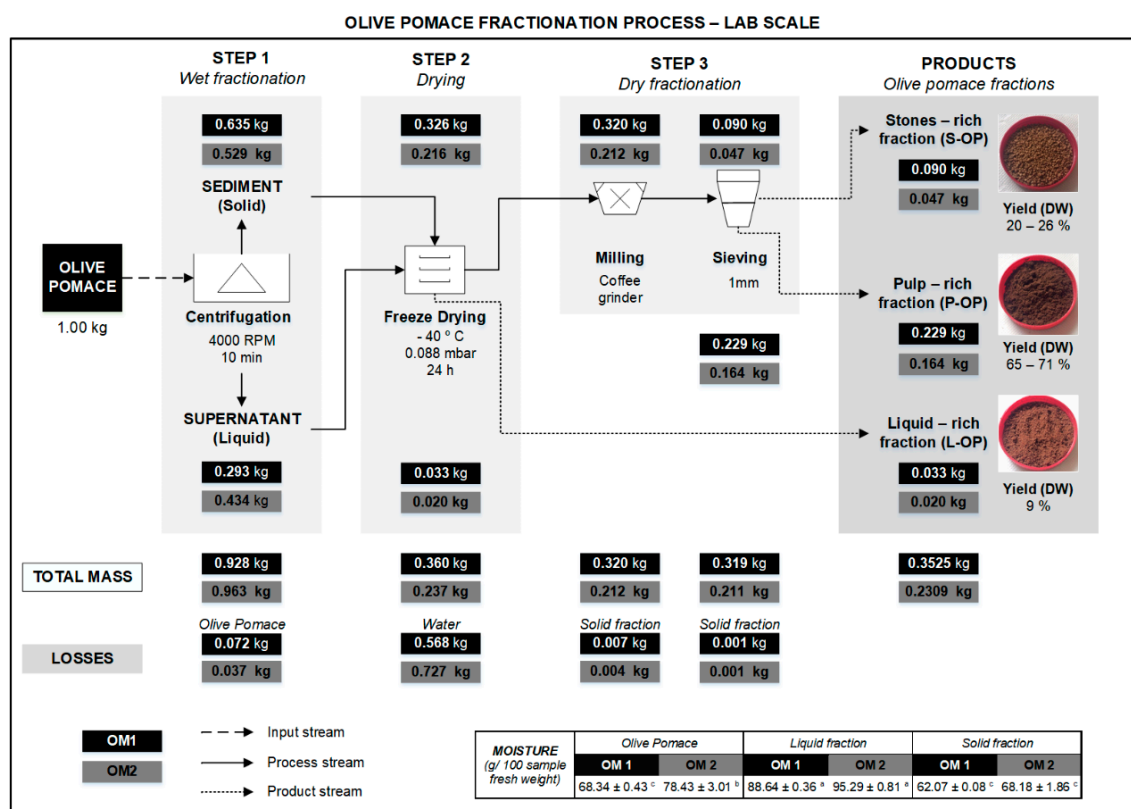 OLIVE POMACE FRACTIONATION PROCESS – LAB SCALE
STEP 1
Wet fractionation
STEP 2
Drying
STEP 3
Dry fractionation
PRODUCTS
Olive pomace fractions
0.635 kg
0.529 kg
0.326 kg
0.216 kg
0.320 kg
0.212 kg
0.090 kg
0.047 kg
Stones – rich
fraction (S-OP)
0.090 kg
0.047 kg
Yield (DW)
20 – 26 %
SEDIMENT
(Solid)
OLIVE
POMACE
1.00 kg
Centrifugation
4000 RPM
10 min
Freeze Drying
- 40 º C
0.088 mbar
24 h
Milling
Coffee
grinder
Sieving
1mm
Pulp – rich
fraction (P-OP)
0.229 kg
0.164 kg
Yield (DW)
65 – 71 %
0.229 kg
0.164 kg
SUPERNATANT
(Liquid)
0.293 kg
0.434 kg
0.033 kg
0.020 kg
Liquid – rich
fraction (L-OP)
0.033 kg
0.020 kg
Yield (DW)
9 %
TOTAL MASS
0.928 kg
0.963 kg
0.360 kg
0.237 kg
0.320 kg
0.212 kg
0.319 kg
0.211 kg
0.3525 kg
0.2309 kg
LOSSES
Olive Pomace
0.072 kg
0.037 kg
Water
0.568 kg
0.727 kg
Solid fraction
0.007 kg
0.004 kg
Solid fraction
0.001 kg
0.001 kg
OM1
OM2
Input stream
Process stream
Product stream
MOISTURE
(g/ 100 sample
fresh weight)
Olive Pomace Liquid fraction Solid fraction
OM 1 OM 2 OM 1 OM 2 OM 1 OM 2
68.34 ± 0.43 c 78.43 ± 3.01 b 88.64 ± 0.36 a 95.29 ± 0.81 a 62.07 ± 0.08 c 68.18 ± 1.86 c